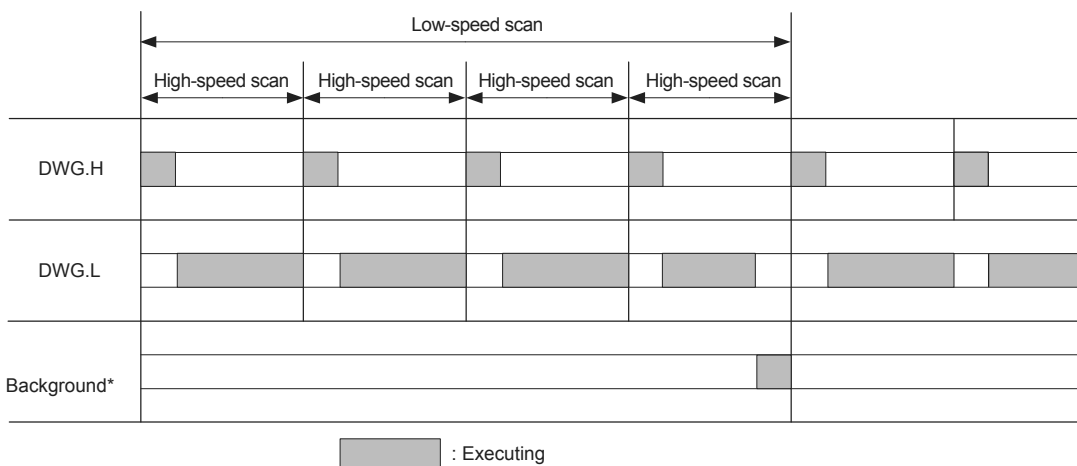 Low-speed scan
High-speed scan High-speed scan High-speed scan High-speed scan
DWG.H
DWG.L
Background*
: Executing